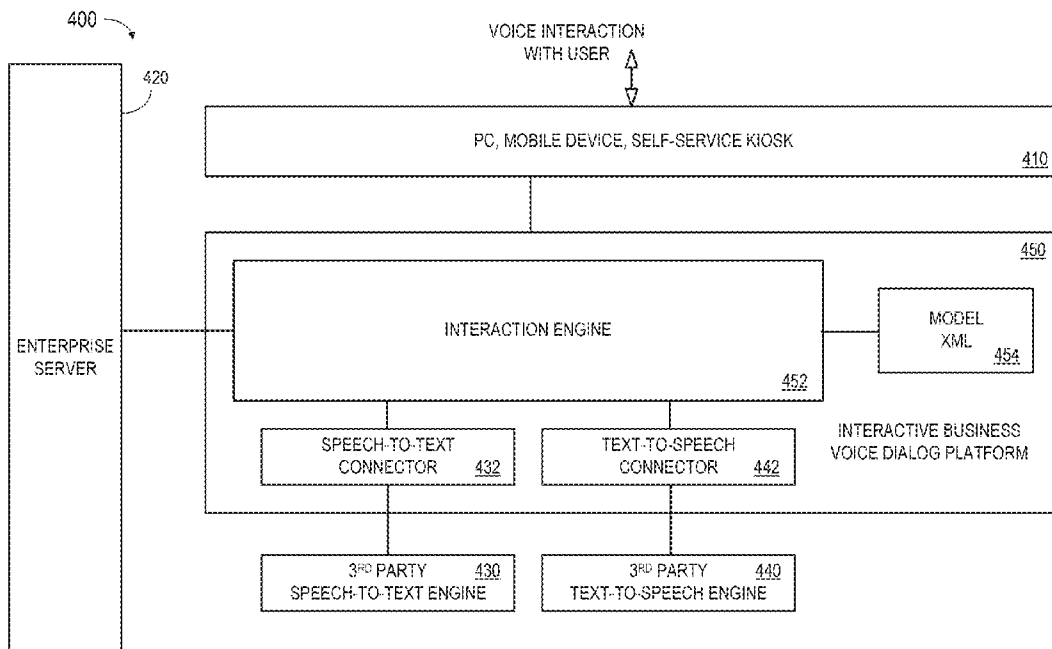 400
VOICE INTERACTION
WITH USER
420
PC, MOBILE DEVICE, SELF-SERVICE KIOSK
410
450
INTERACTION ENGINE
452
MODEL
XML
454
ENTERPRISE
SERVER
SPEECH-TO-TEXT
CONNECTOR 432
TEXT-TO-SPEECH
CONNECTOR 442
INTERACTIVE BUSINESS
VOICE DIALOG PLATFORM
3RD PARTY 430
SPEECH-TO-TEXT ENGINE
3RD PARTY 440
TEXT-TO-SPEECH ENGINE